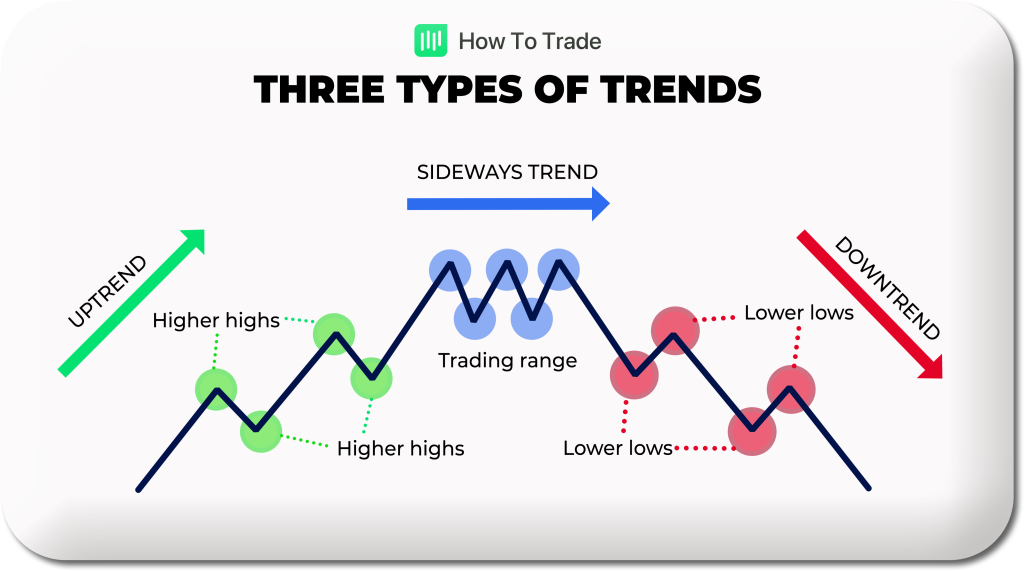 How To Trade
THREE TYPES OF TRENDS
SIDEWAYS TREND
UPTREND
DOWNTREND
Higher highs
Lower lows
Trading range
Higher highs
Lower lows